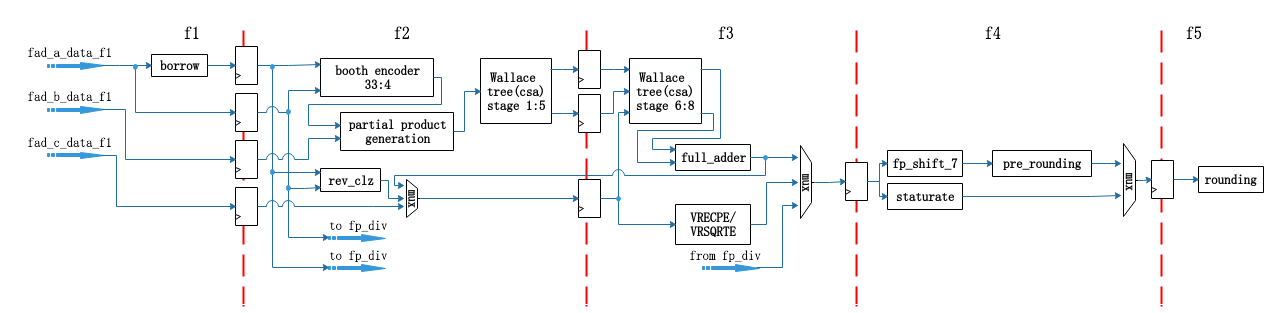 f1
f2
f3
f4
f5
fad_a_data_f1
borrow
booth encoder
33:4
Wallace
tree(csa)
stage 1:5
Wallace
tree(csa)
stage 6:8
fad_b_data_f1
partial product
generation
fad_c_data_f1
full_adder
fp_shift_7
pre_rounding
rev_clz
mux
mux
mux
rounding
staturate
VRECPE/
VRSQRTE
to fp_div
to fp_div
from fp_div